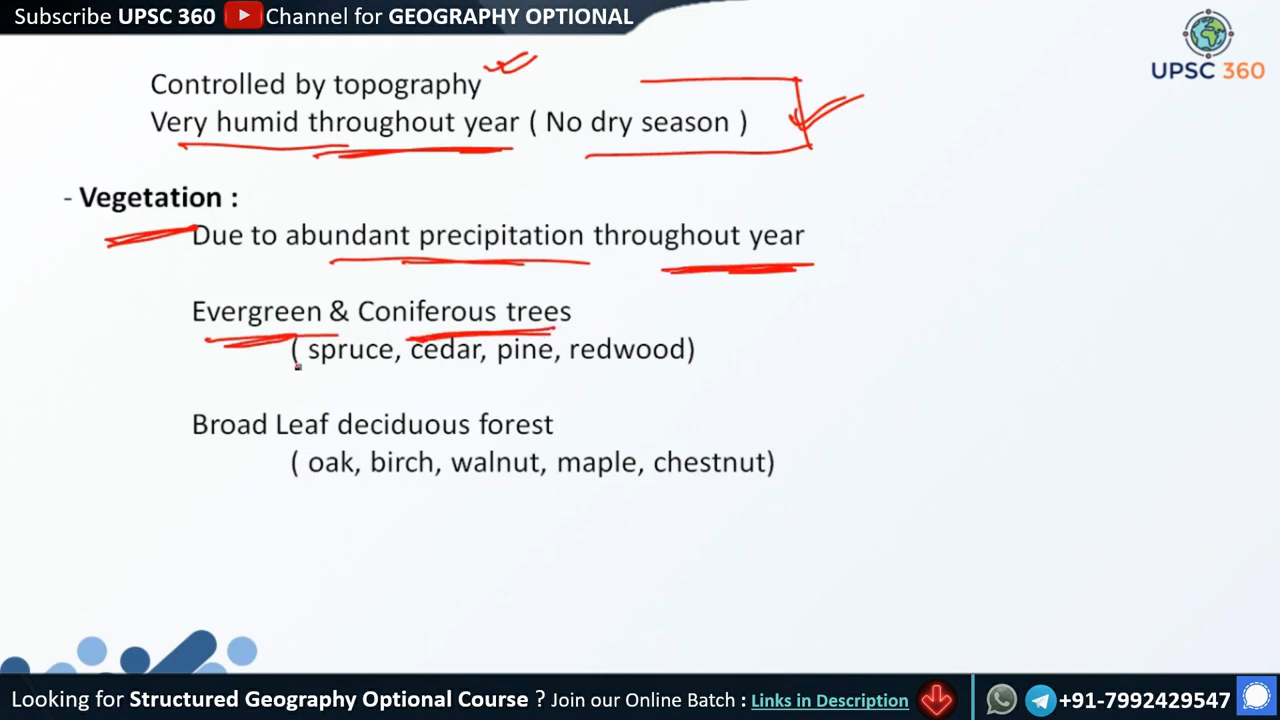 Subscribe UPSC 360 Channel for GEOGRAPHY OPTIONAL
UPSC 360
Controlled by topography
Very humid throughout year ( No dry season )
- Vegetation :
Due to abundant precipitation throughout year
Evergreen & Coniferous trees
( spruce, cedar, pine, redwood)
Broad Leaf deciduous forest
( oak, birch, walnut, maple, chestnut)
Looking for Structured Geography Optional Course ? Join our Online Batch : Links in Description
+91-7992429547